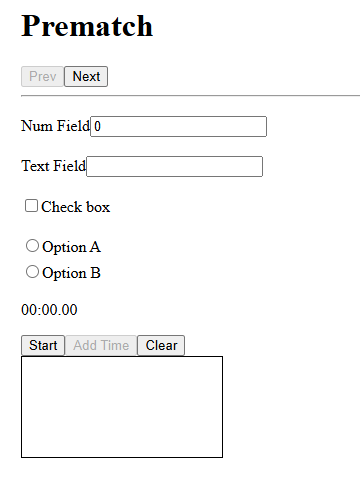 Prematch
Prev Next
Num Field 0
Text Field
Check box
Option A
Option B
00:00.00
Start Add Time Clear